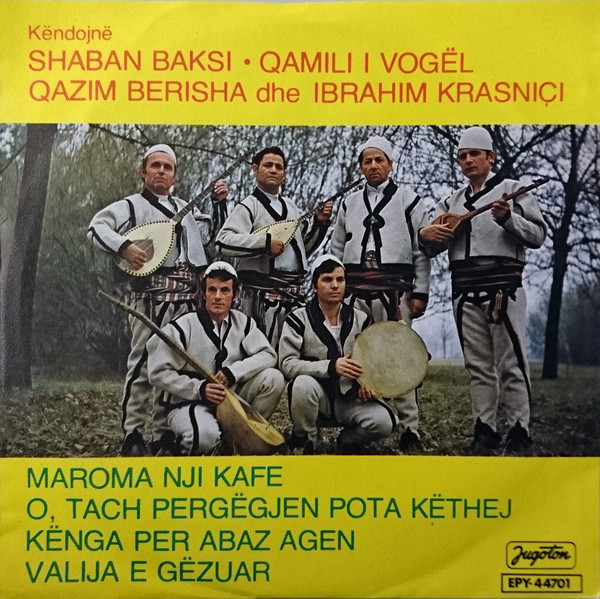 Këndojnë
SHABAN BAKSI • QAMILI I VOGËL
QAZIM BERISHA dhe IBRAHIM KRASNIÇI
MAROMA NJI KAFE
O, TACH PERGËGJEN POTA KËTHEJ
KËNGA PER ABAZ AGEN
VALIJA E GËZUAR
Jugoton
EPY-44701